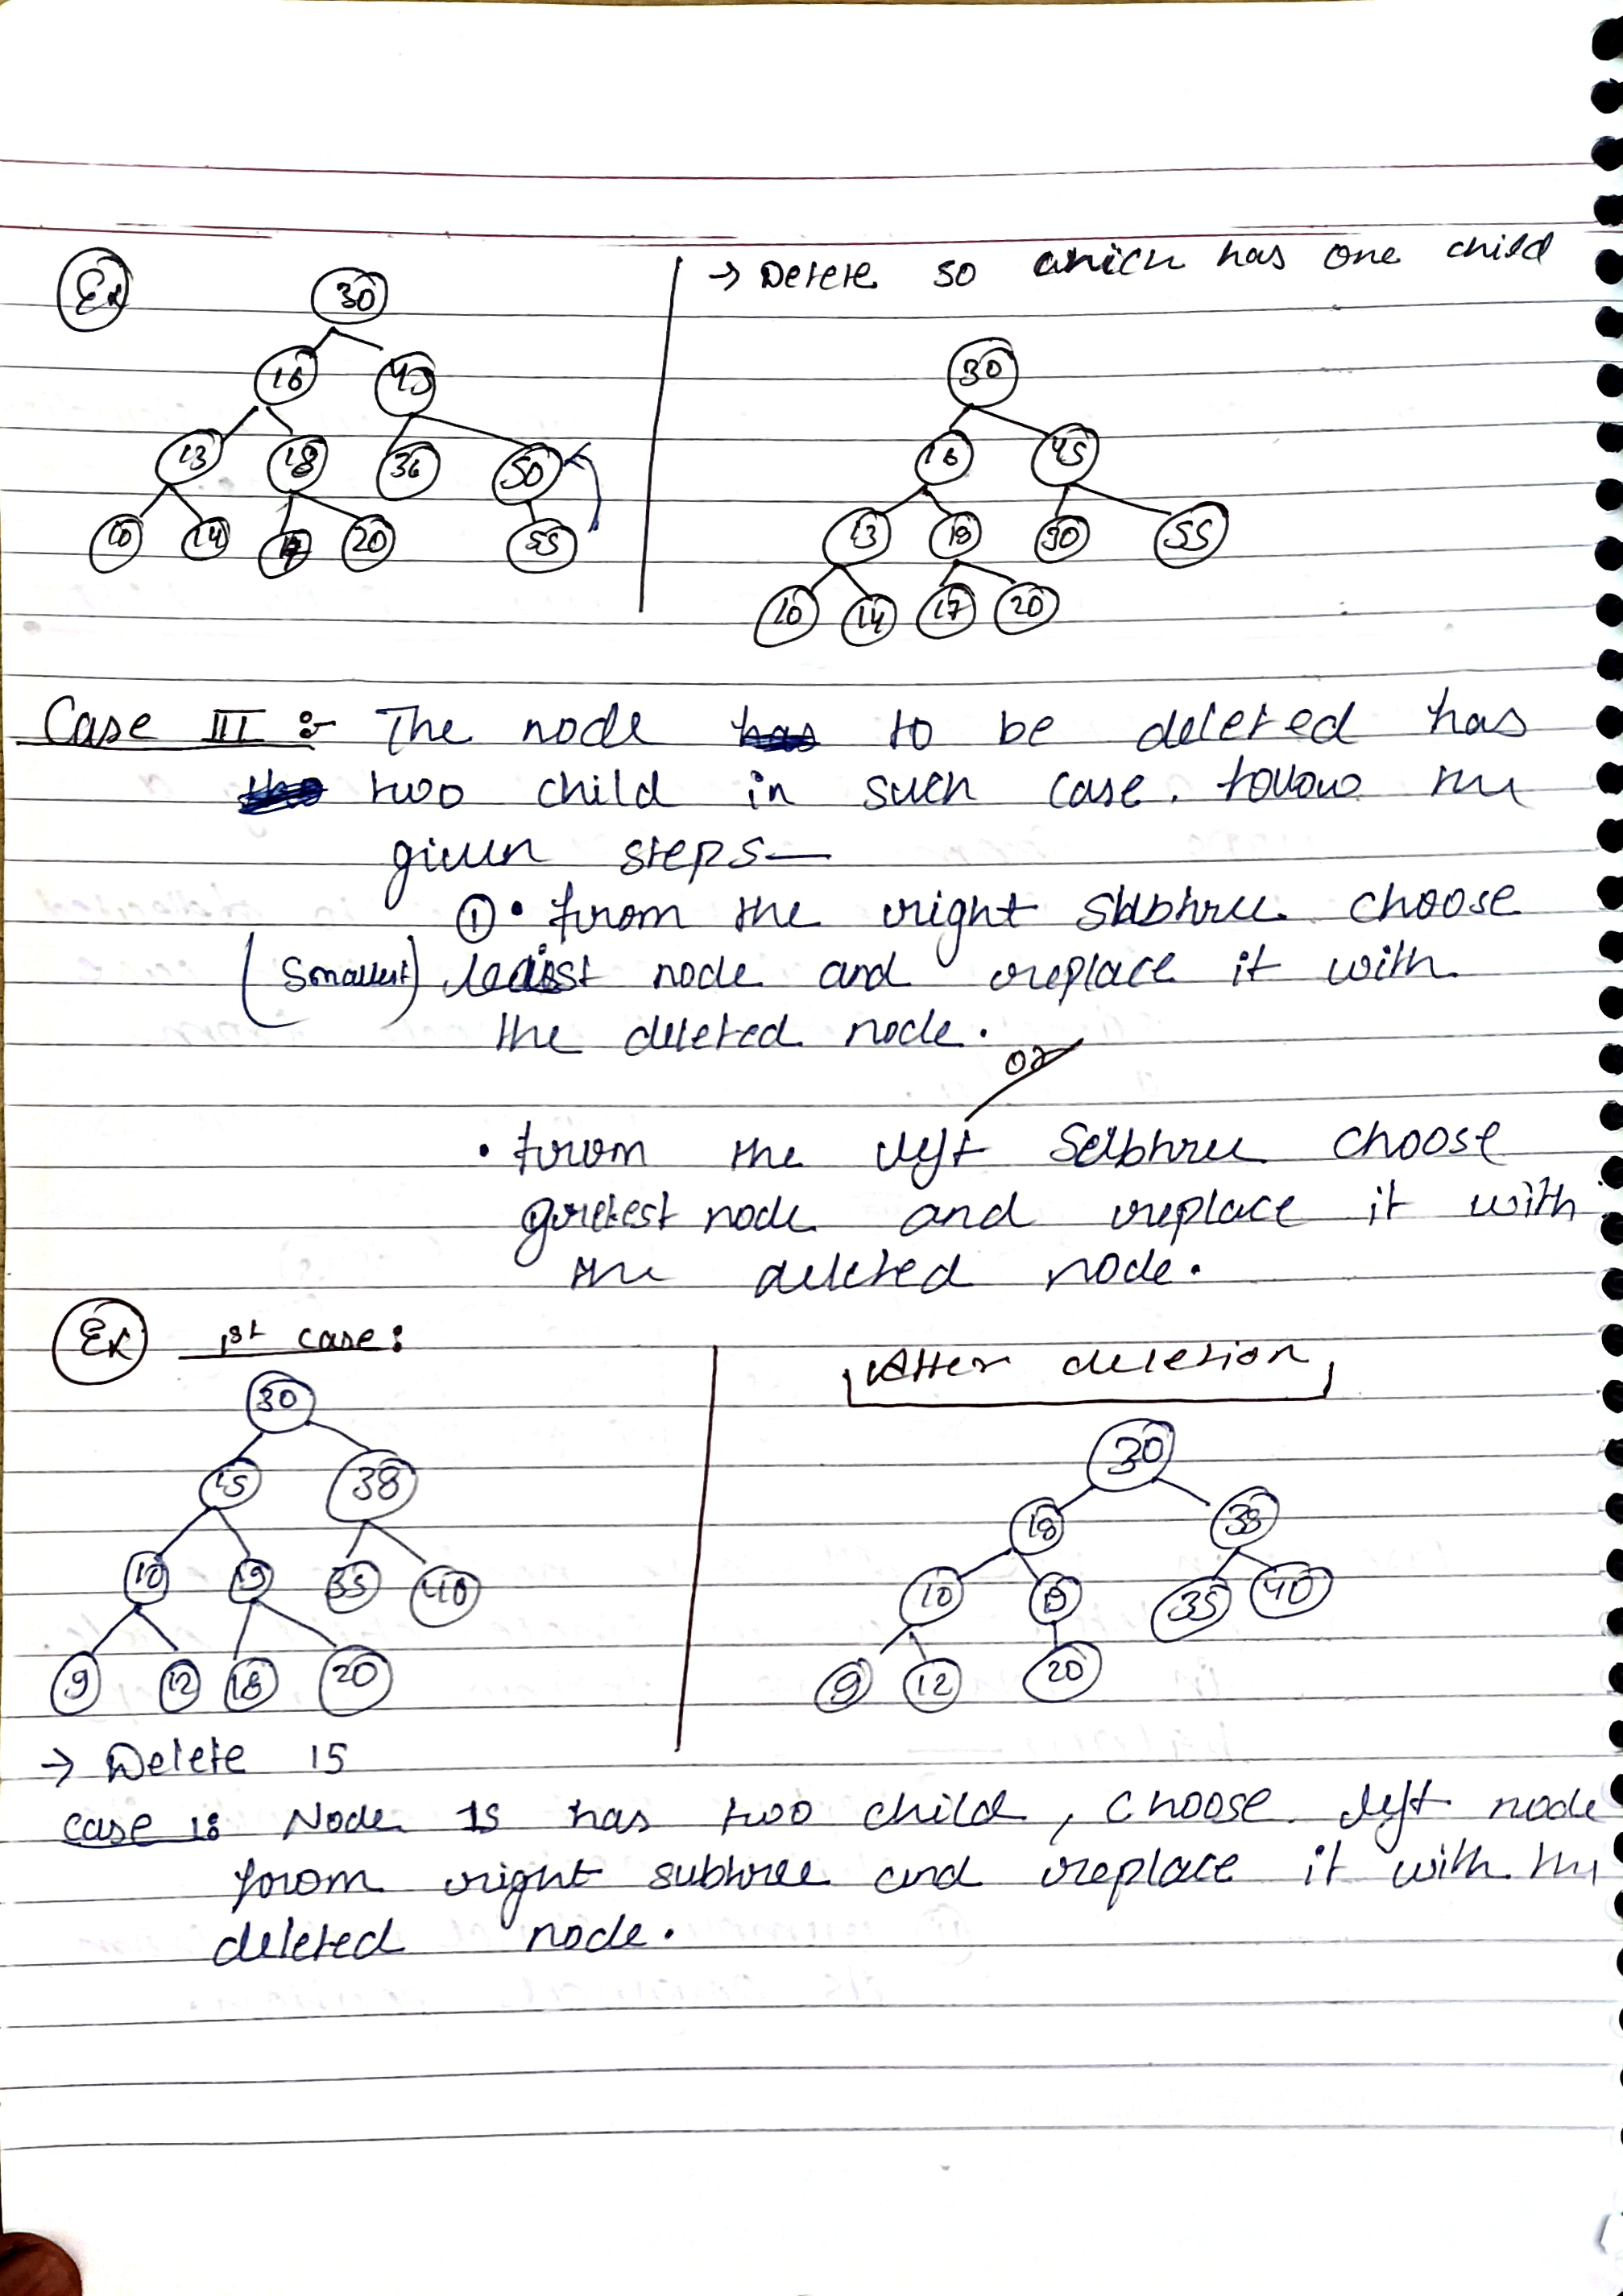 Ex
30
16 45
13 18 36 50
10 14 17 20 55
→ Delete 50 which has one child
30
16 45
13 18 30 55
10 14 17 20
Case III :- The node has to be deleted has
the two child in such case. follow the
given steps—
① • from the right subtree choose
(Smallest) least node and replace it with
the deleted node.
or
• from the left Subtree choose
gretest node and replace it with
the deleted node.
Ex 1st case:
30
15 38
10 19 35 40
9 12 18 20
After deletion
30
18 38
10 19 35 40
9 12 20
→ Delete 15
case 1: Node 15 has two child, choose left node
from right subtree and replace it with the
deleted node.